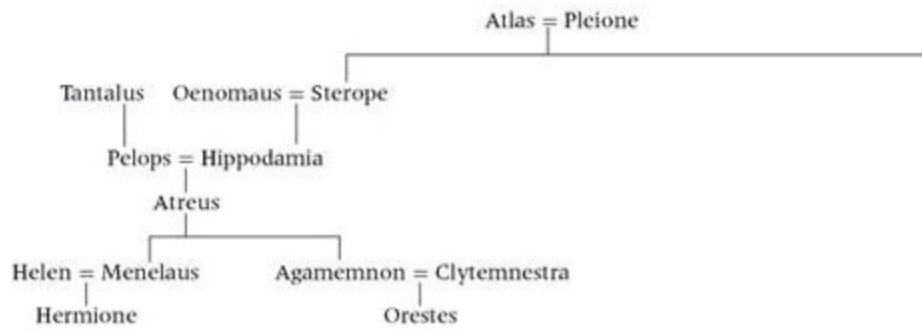 Atlas = Pleione
Tantalus Oenomaus = Sterope
Pelops = Hippodamia
Atreus
Helen = Menelaus Agamemnon = Clytemnestra
Hermione Orestes